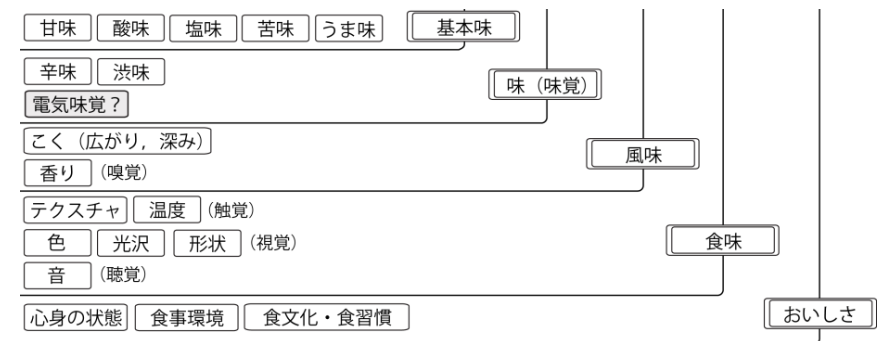 甘味 酸味 塩味 苦味 うま味 基本味
辛味 渋味
味（味覚）
電気味覚？
こく（広がり，深み）
風味
香り （嗅覚）
テクスチャ 温度 （触覚）
色 光沢 形状 （視覚） 食味
音 （聴覚）
心身の状態 食事環境 食文化・食習慣 おいしさ